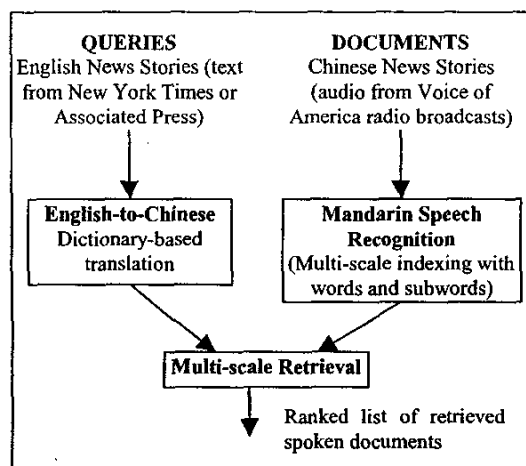 QUERIES
English News Stories (text
from New York Times or
Associated Press)
DOCUMENTS
Chinese News Stories
(audio from Voice of
America radio broadcasts)
English-to-Chinese
Dictionary-based
translation
Mandarin Speech
Recognition
(Multi-scale indexing with
words and subwords)
Multi-scale Retrieval
Ranked list of retrieved
spoken documents